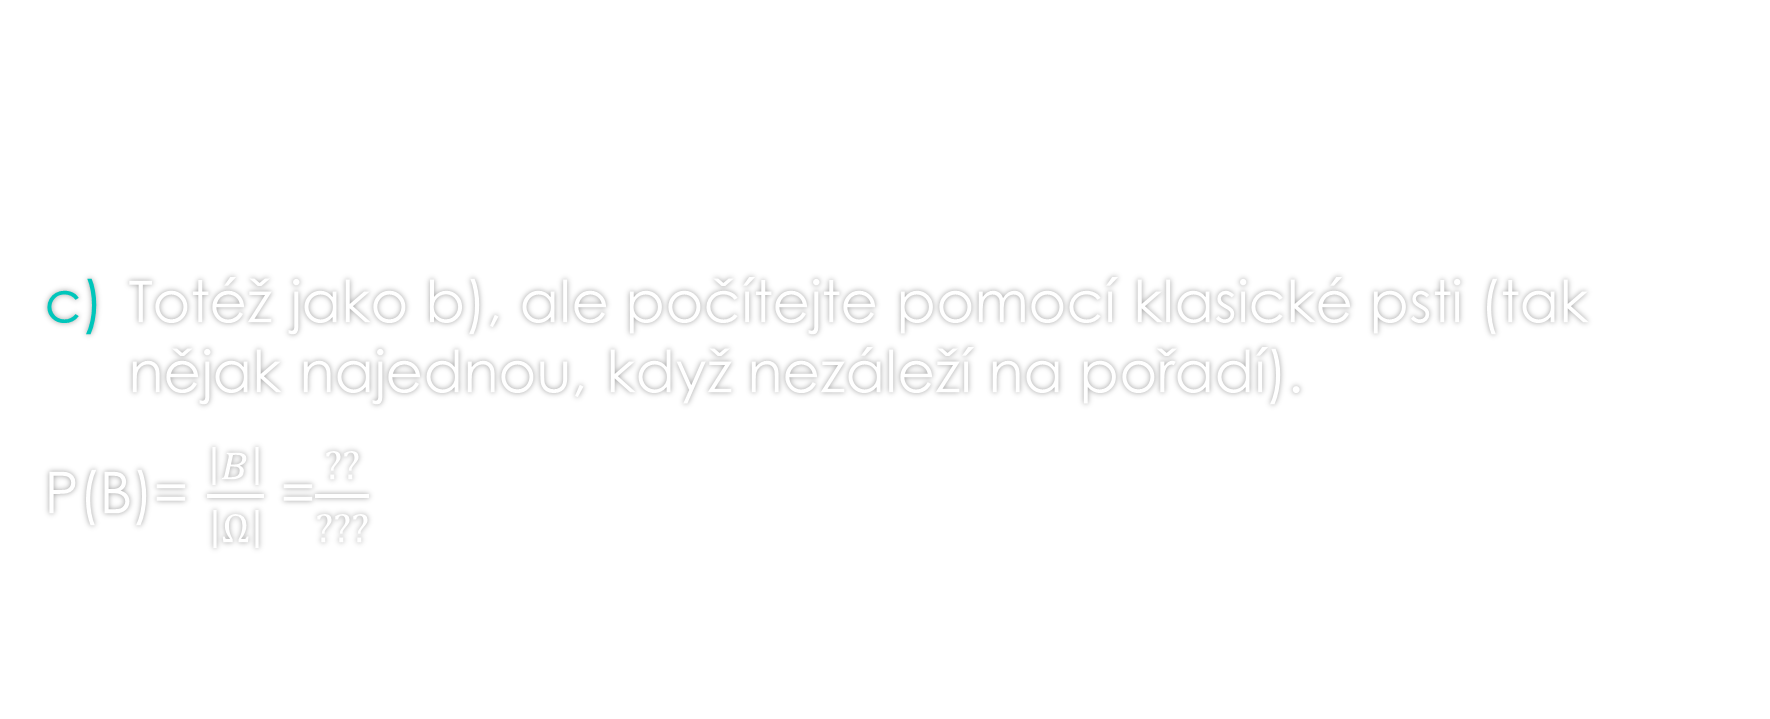 c) Totéž jako b), ale počítejte pomocí klasické psti (tak
nějak najednou, když nezáleží na pořadí).
P(B)= |B|/|Ω| =??/???